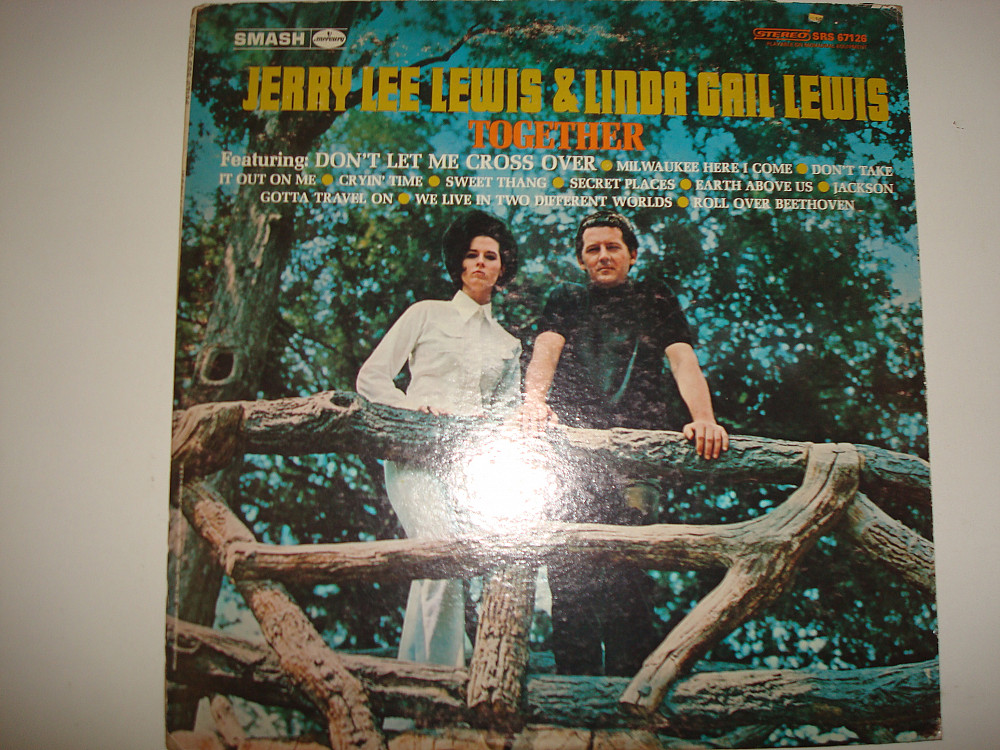 SMASH mercury STEREO SRS 67126
JERRY LEE LEWIS & LINDA GAIL LEWIS
TOGETHER
Featuring: DON'T LET ME CROSS OVER • MILWAUKEE HERE I COME • DON'T TAKE
IT OUT ON ME • CRYIN' TIME • SWEET THANG • SECRET PLACES • EARTH ABOVE US • JACKSON
GOTTA TRAVEL ON • WE LIVE IN TWO DIFFERENT WORLDS • ROLL OVER BEETHOVEN